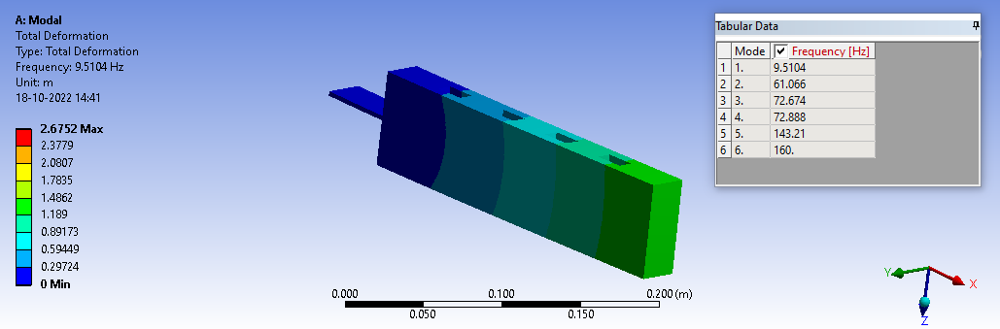 A: Modal
Total Deformation
Type: Total Deformation
Frequency: 9.5104 Hz
Unit: m
18-10-2022 14:41
2.6752 Max
2.3779
2.0807
1.7835
1.4862
1.189
0.89173
0.59449
0.29724
0 Min
Tabular Data
Mode Frequency [Hz]
1 1. 9.5104
2 2. 61.066
3 3. 72.674
4 4. 72.888
5 5. 143.21
6 6. 160.
0.000 0.100 0.200 (m)
0.050 0.150
Y
X
Z